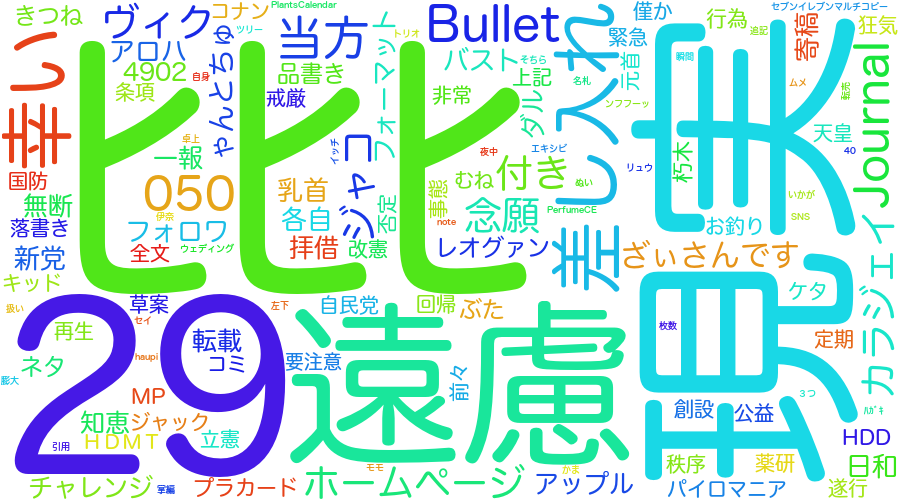 きつね
ヴィク
コナン
PlantsCalendar
ツリー
当方
Bullet
差し入れ
僅か
行為
セブンイレブンマルチコピー
狂気
アロハ
4902
条項
自身
品書き
戒厳
フォーマット
トリオ
バスト
そちら
上記
名札
緊急
元首
瞬間
追記
寄稿
ムメ
転売
Journal
幸い
ゃんとちゅ
卓上
一報
ヒヒヒ
イッチ
ジャコ
非常
ダル
ンフフーッ
エキシビ
夜中
リュウ
朽木
実現
天皇
40
国防
無断
050
伊奈
乳首
各自
否定
事態
むね
付き
ぬい
いかが
SNS
落書き
フォロワ
ウェディング
全文
拝借
改憲
note
念願
PerfumeCE
お釣り
新党
レオグァン
ざぃさんです
キッド
扱い
29
草案
セイ
左下
自民党
回帰
ぶた
ケタ
カラジェイ
再生
転載
コミ
遠慮
枚数
定期
ネタ
haupi
要注意
前々
膨大
MP
3つ
ﾊｶﾞｷ
知恵
ジャック
創設
公益
HDMT
立憲
HDD
引用
モモ
かま
秩序
薬研
日和
チャレンジ
掌編
プラカード
ホームページ
アップル
パイロマニア
遂行